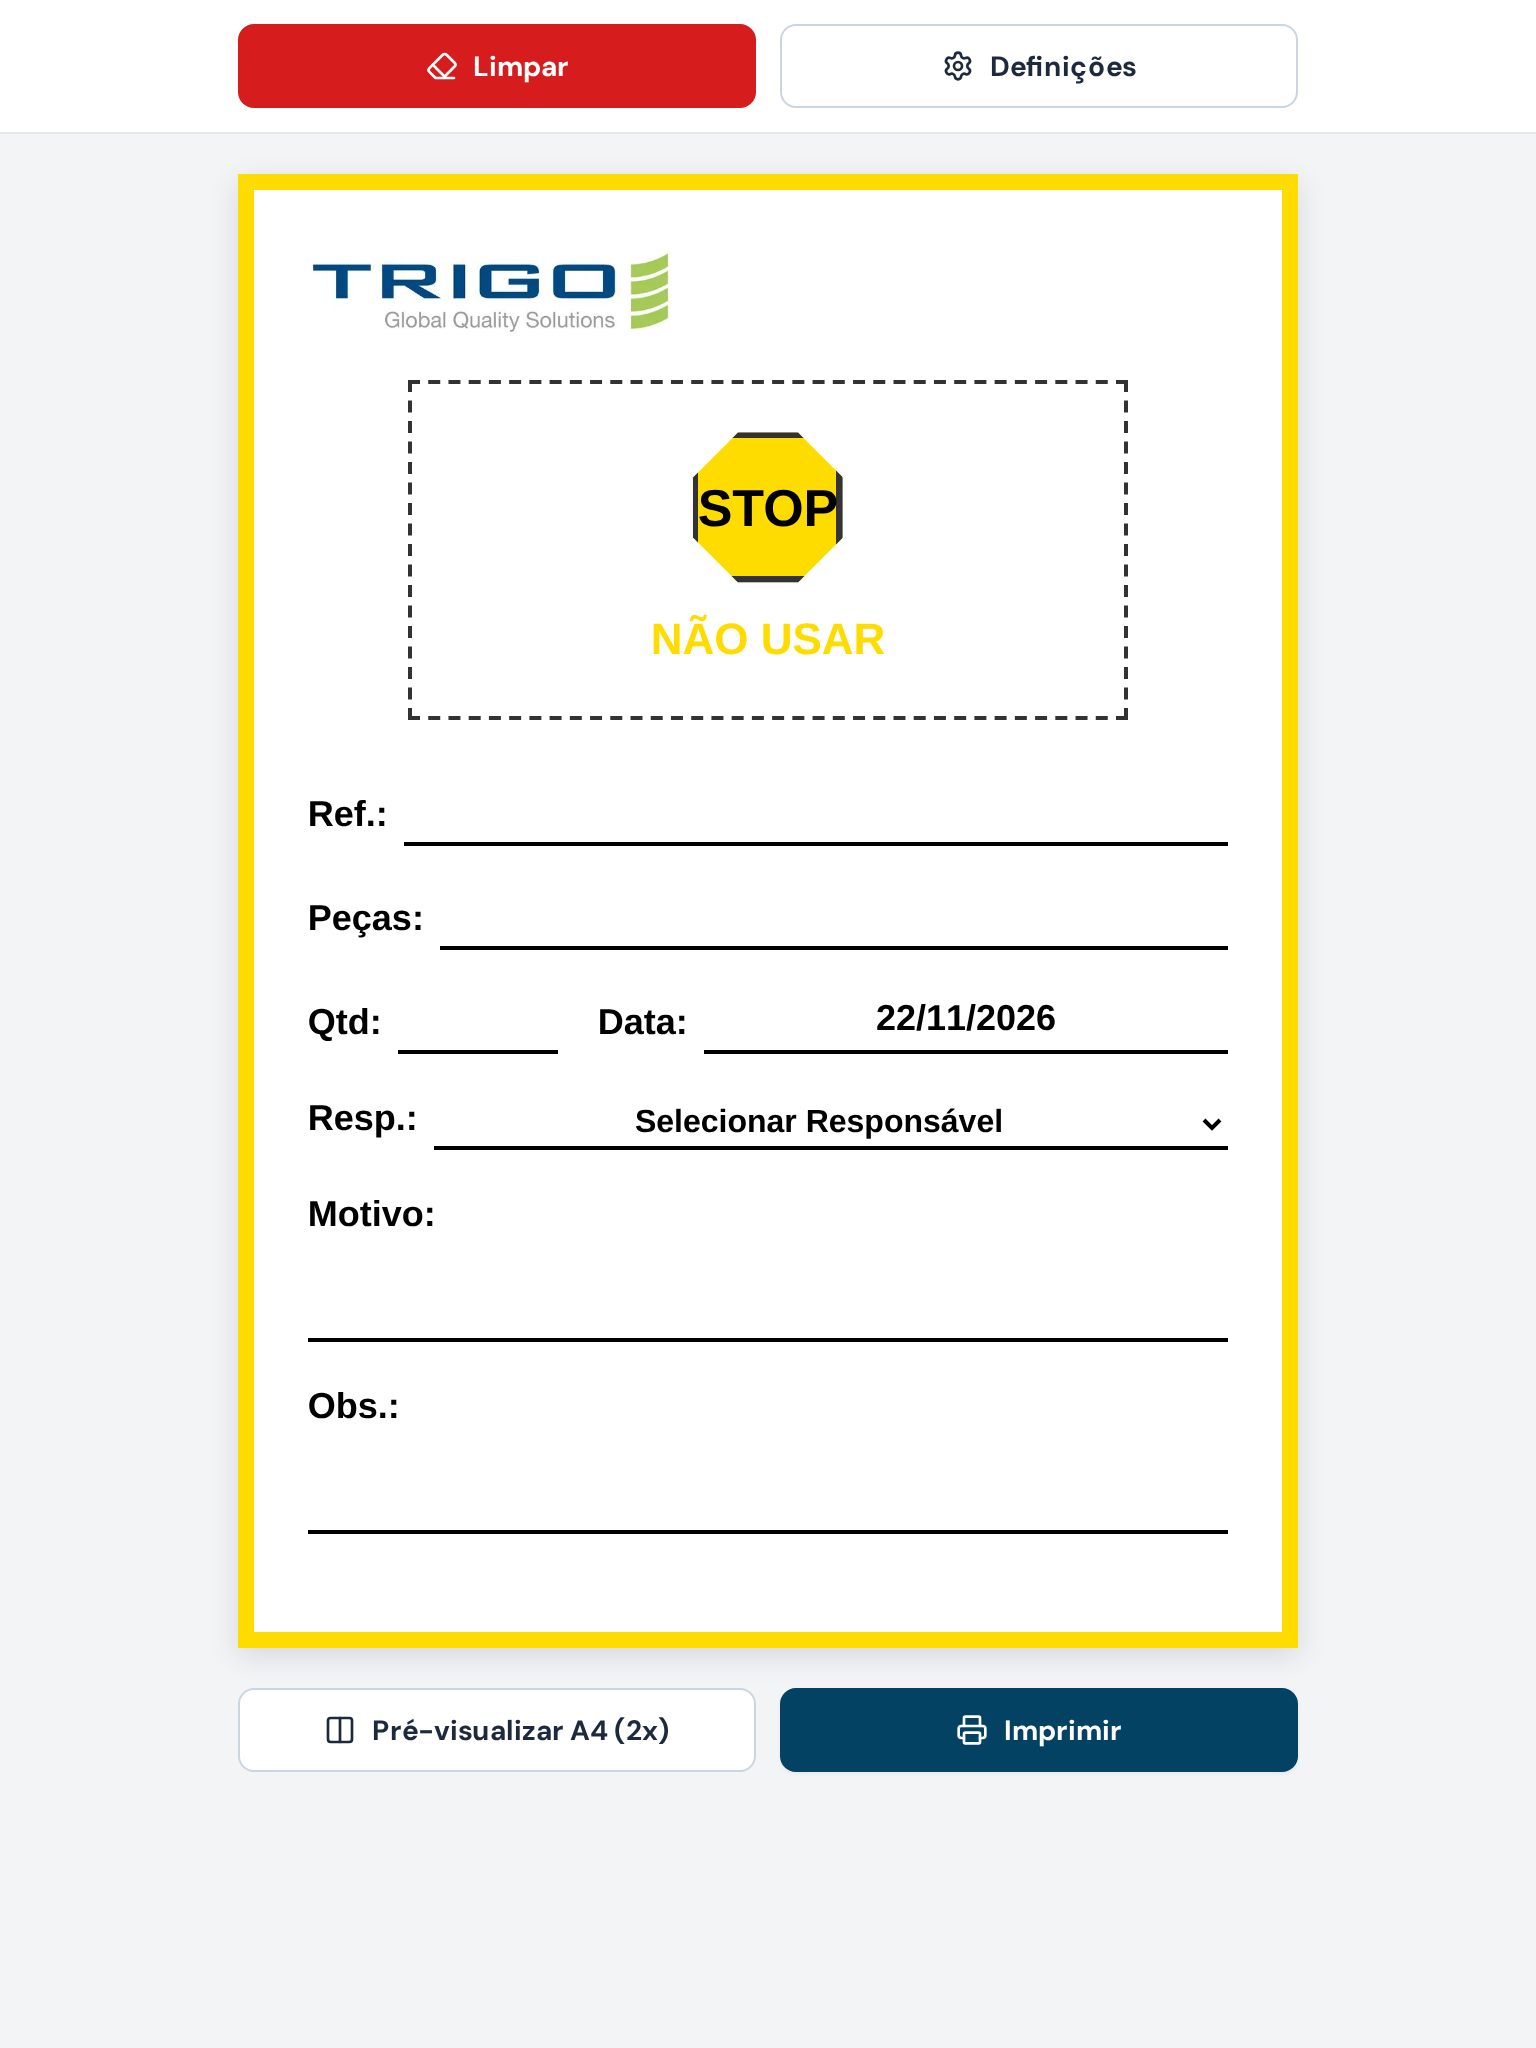 Limpar
Definições
TRIGO
Global Quality Solutions
STOP
NÃO USAR
Ref.:
Peças:
Qtd: Data: 22/11/2026
Resp.: Selecionar Responsável
Motivo:
Obs.:
Pré-visualizar A4 (2x)
Imprimir